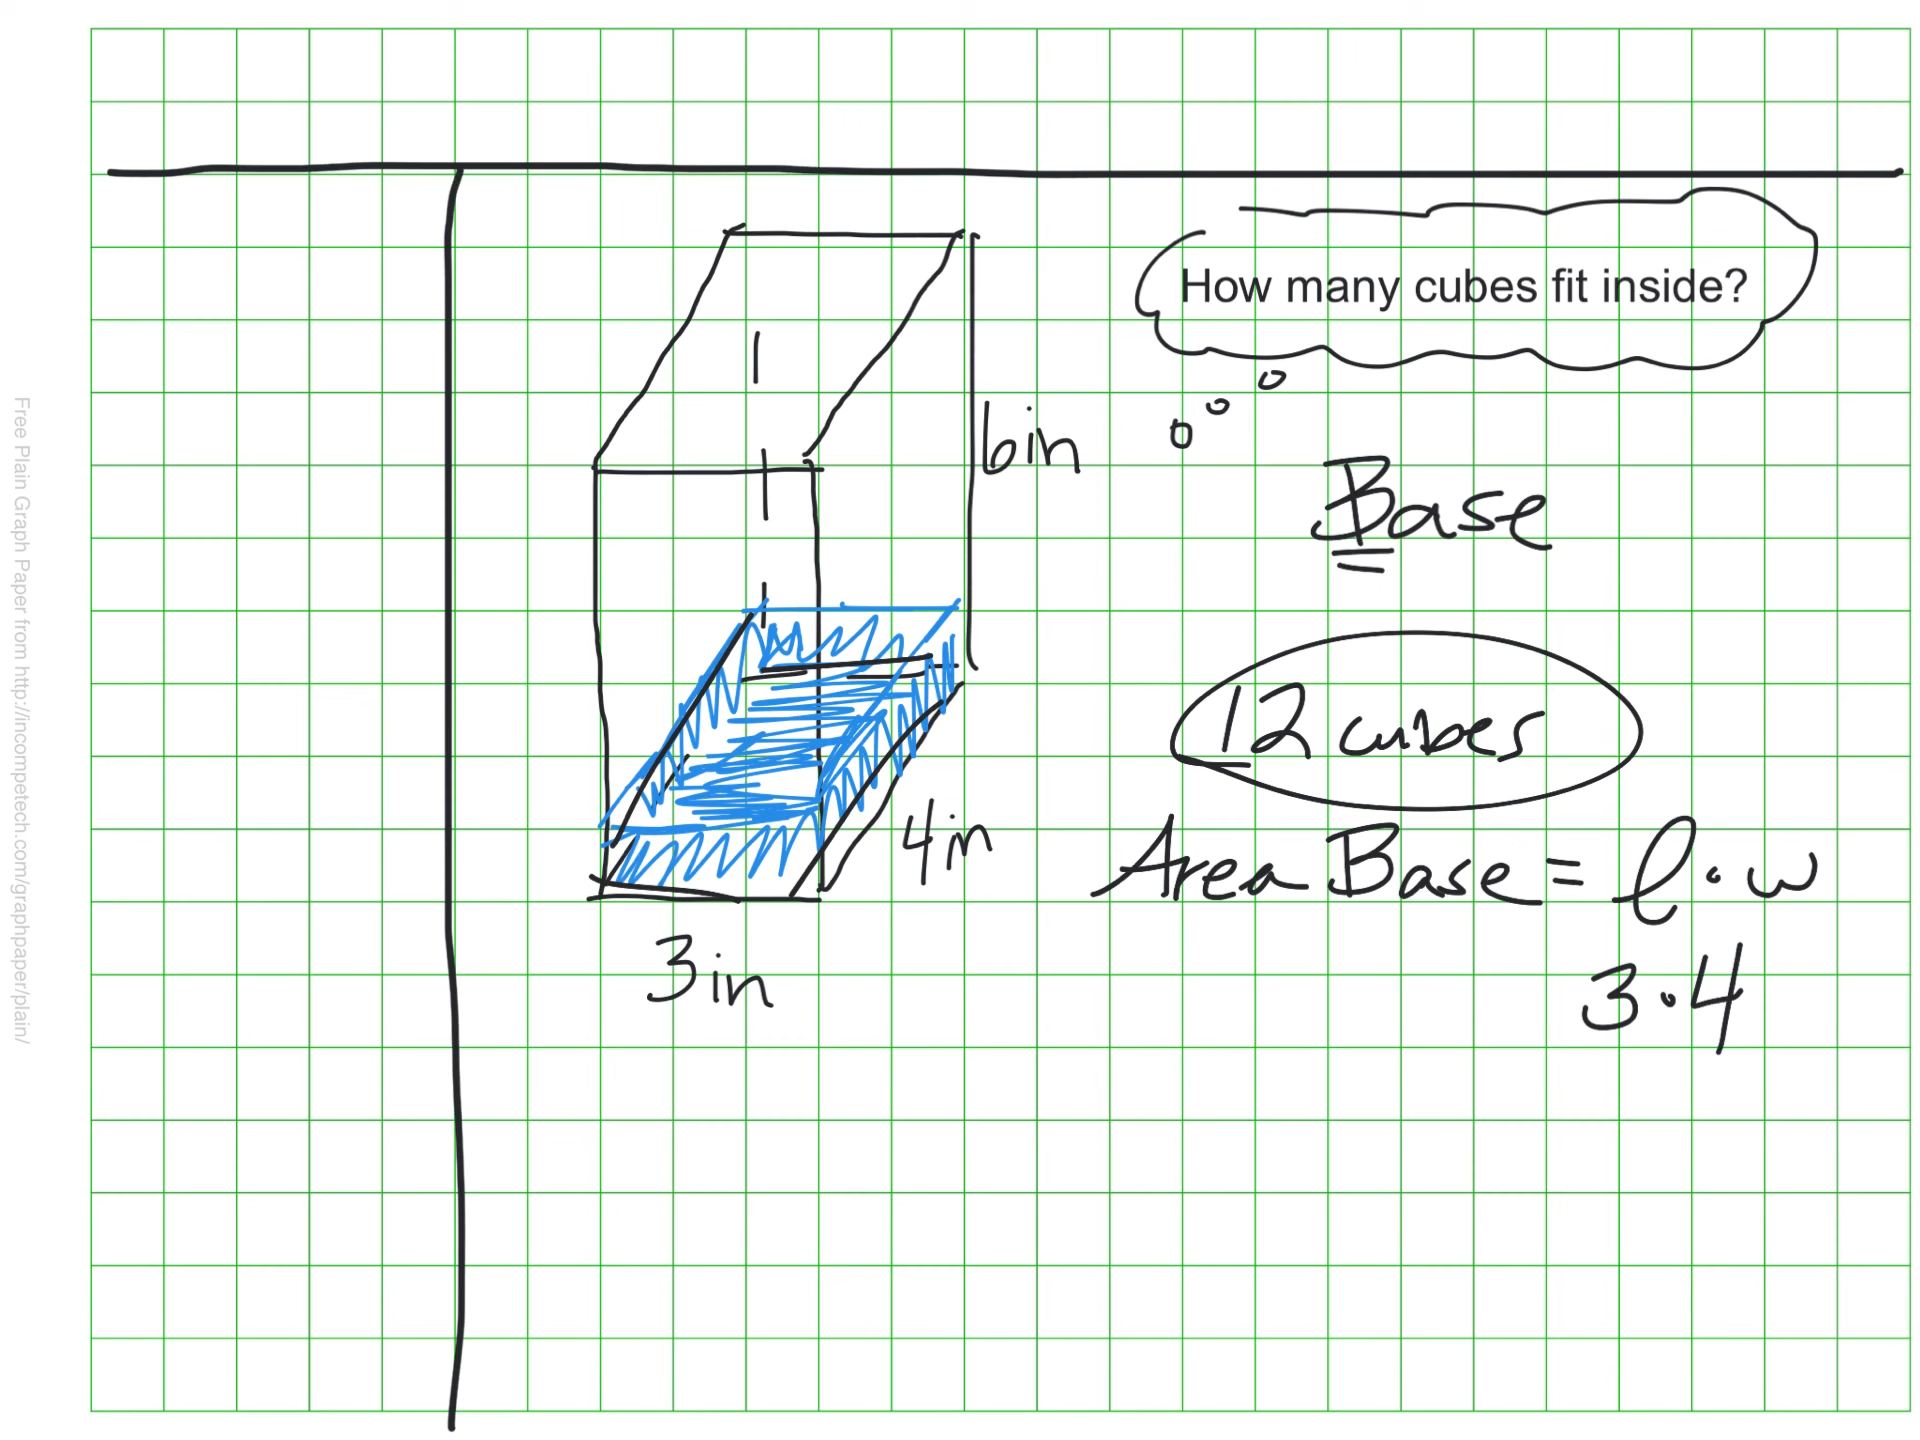 How many cubes fit inside?
6in
Base
12 cubes
4in
Area Base = l · w
3in
3 · 4
Free Plain Graph Paper from http://incompetech.com/graphpaper/plain/